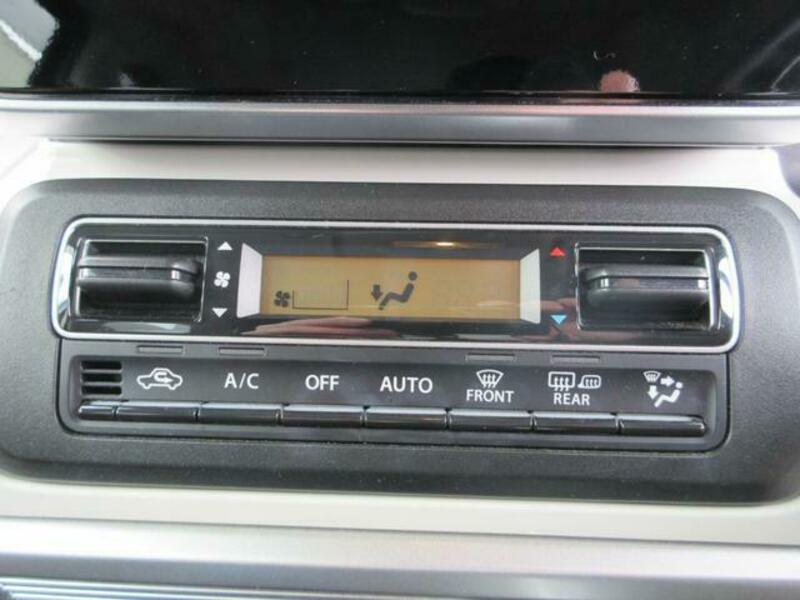 A/C OFF AUTO FRONT REAR